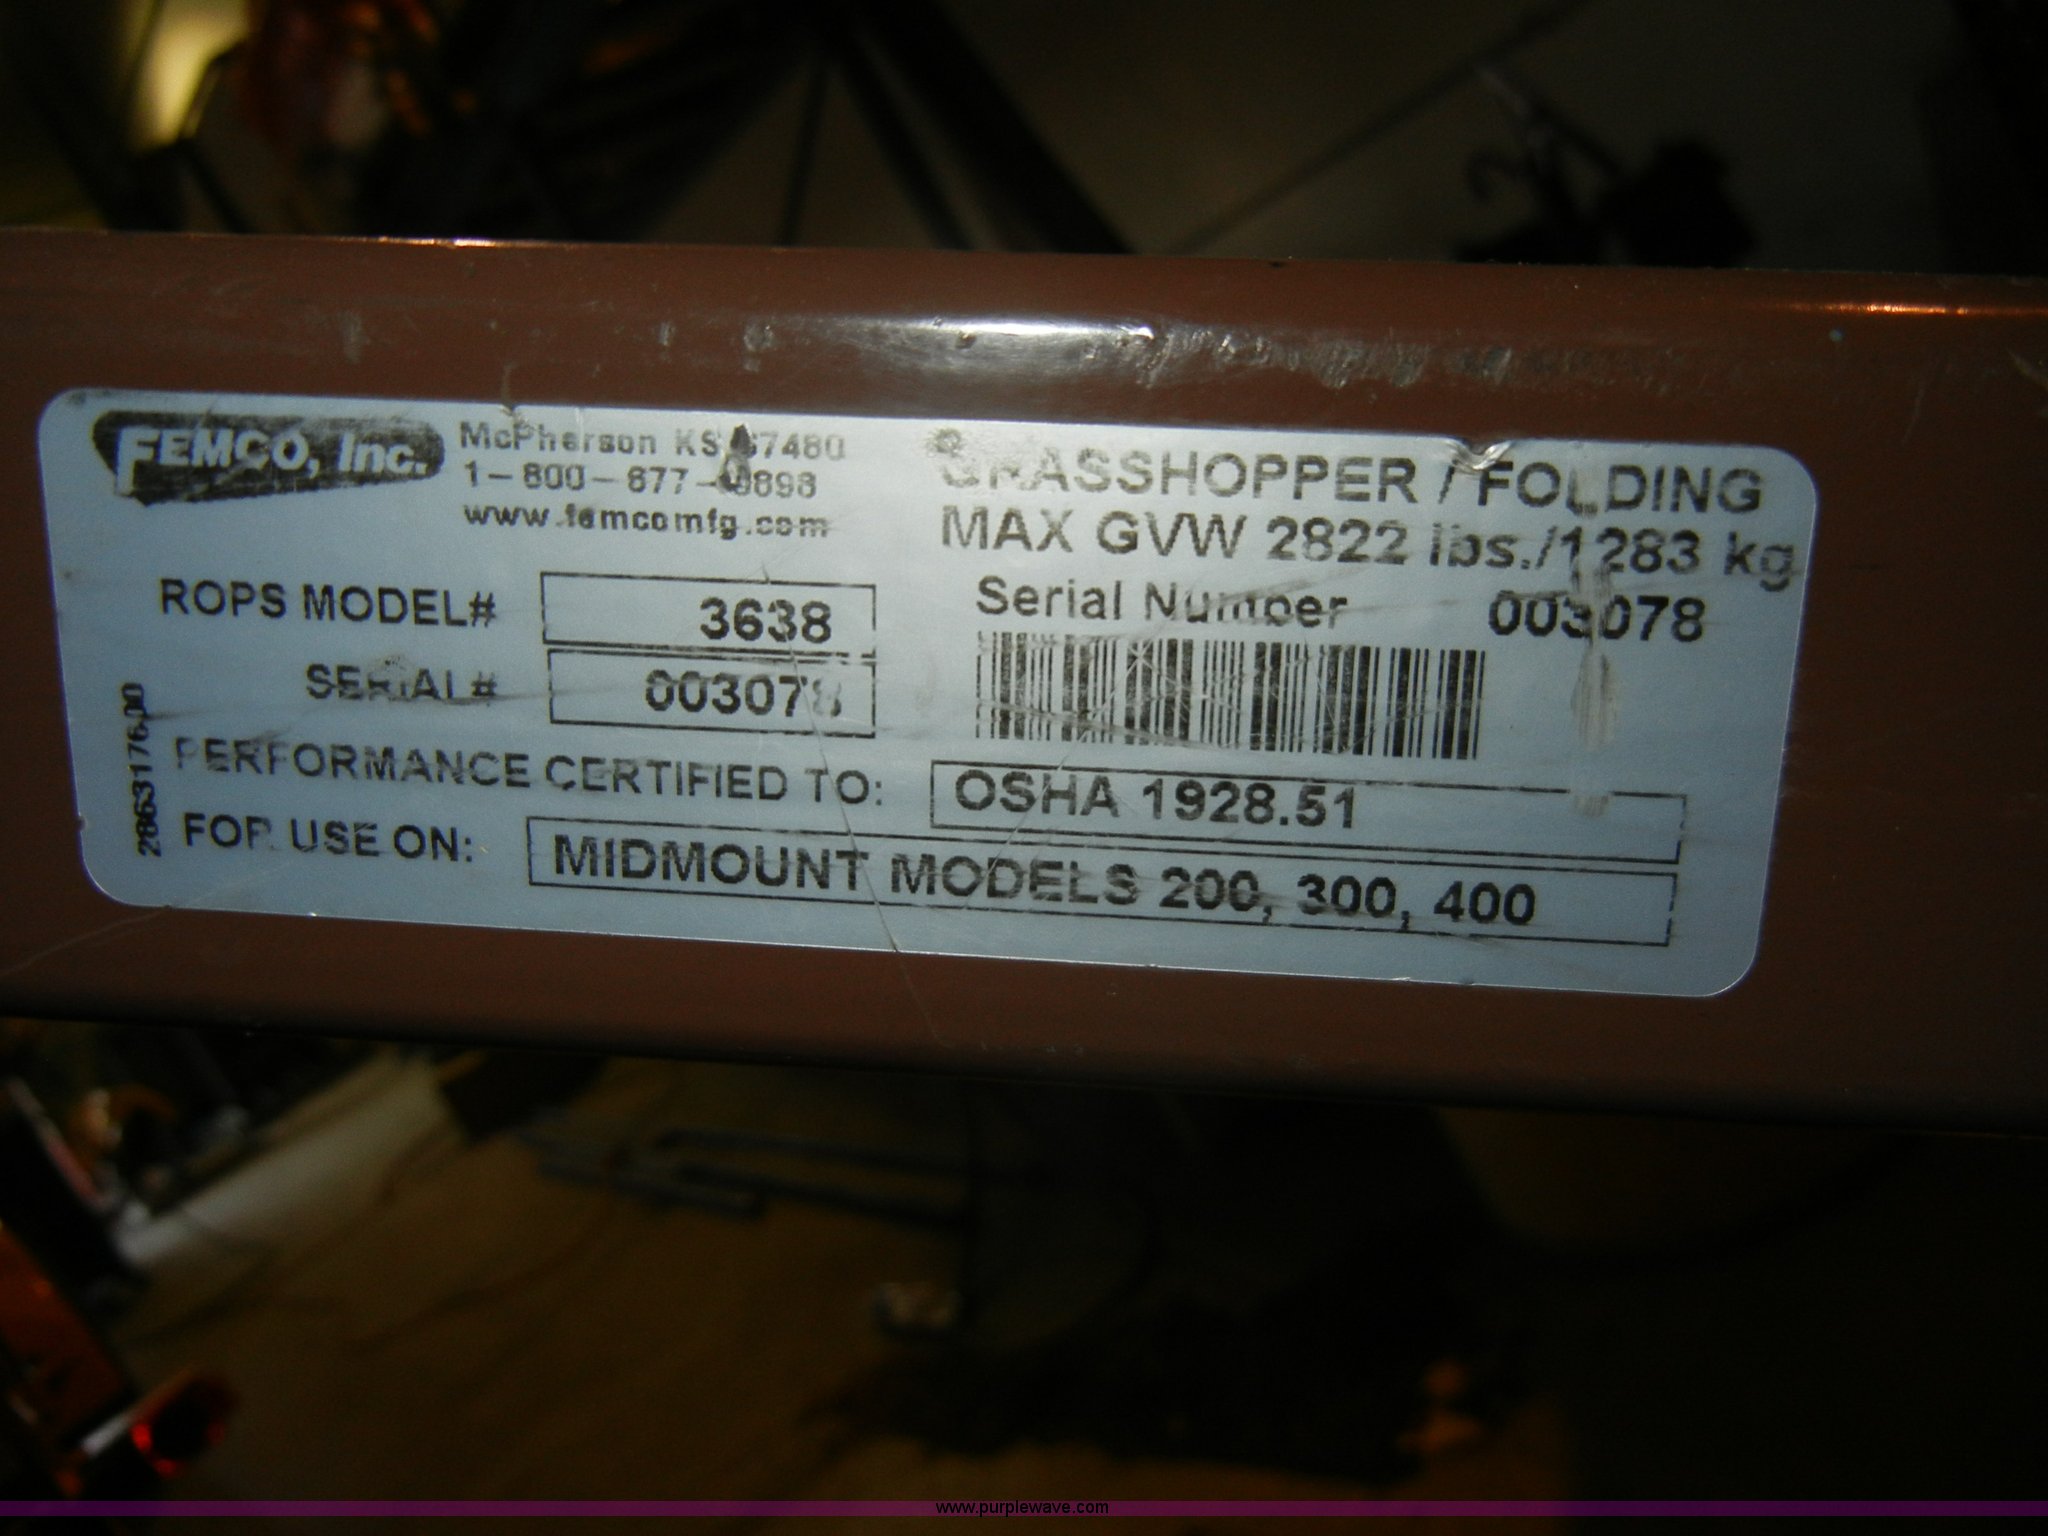 FEMCO, Inc.
McPherson KS 67480
1-800-877-
www.femcomfg.com
GRASSHOPPER / FOLDING
MAX GVW 2822 lbs./1283 kg
ROPS MODEL# 3638
Serial Number 003078
SERIAL# 003078
PERFORMANCE CERTIFIED TO: OSHA 1928.51
FOR USE ON: MIDMOUNT MODELS 200, 300, 400
www.purplewave.com